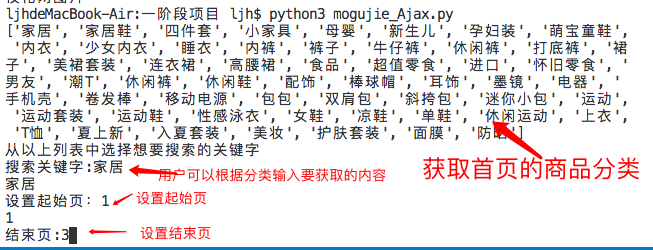 ljhdeMacBook-Air:一阶段项目 ljh$ python3 mogujie_Ajax.py
['家居', '家居鞋', '四件套', '小家具', '母婴', '新生儿', '孕妇装', '萌宝童鞋',
'内衣', '少女内衣', '睡衣', '内裤', '裤子', '牛仔裤', '休闲裤', '打底裤', '裙
子', '美裙套装', '连衣裙', '高腰裙', '食品', '超值零食', '进口', '怀旧零食', '
男友', '潮T', '休闲裤', '休闲鞋', '配饰', '棒球帽', '耳饰', '墨镜', '电器', '
手机壳', '卷发棒', '移动电源', '包包', '双肩包', '斜挎包', '迷你小包', '运动',
'运动套装', '运动鞋', '性感泳衣', '女鞋', '凉鞋', '单鞋', '休闲运动', '上衣',
'T恤', '夏上新', '入夏套装', '美妆', '护肤套装', '面膜', '防晒']
从以上列表中选择想要搜索的关键字
获取首页的商品分类
搜索关键字:家居
用户可以根据分类输入要获取的内容
家居
设置起始页: 1
设置起始页
1
结束页:3
设置结束页